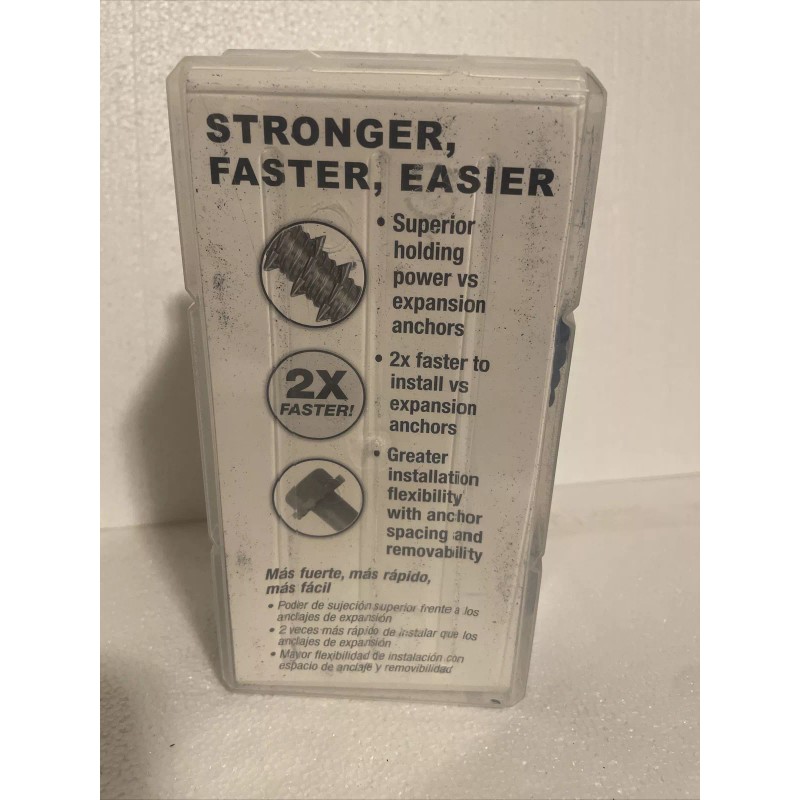 STRONGER,
FASTER, EASIER
• Superior
holding
power vs
expansion
anchors
2X
FASTER!
• 2x faster to
install vs
expansion
anchors
• Greater
installation
flexibility
with anchor
spacing and
removability
Más fuerte, más rápido,
más fácil
• Poder de sujeción superior frente a los
anclajes de expansión
• 2 veces más rápido de instalar que los
anclajes de expansión
• Mayor flexibilidad de instalación con
espacio de anclaje y removibilidad